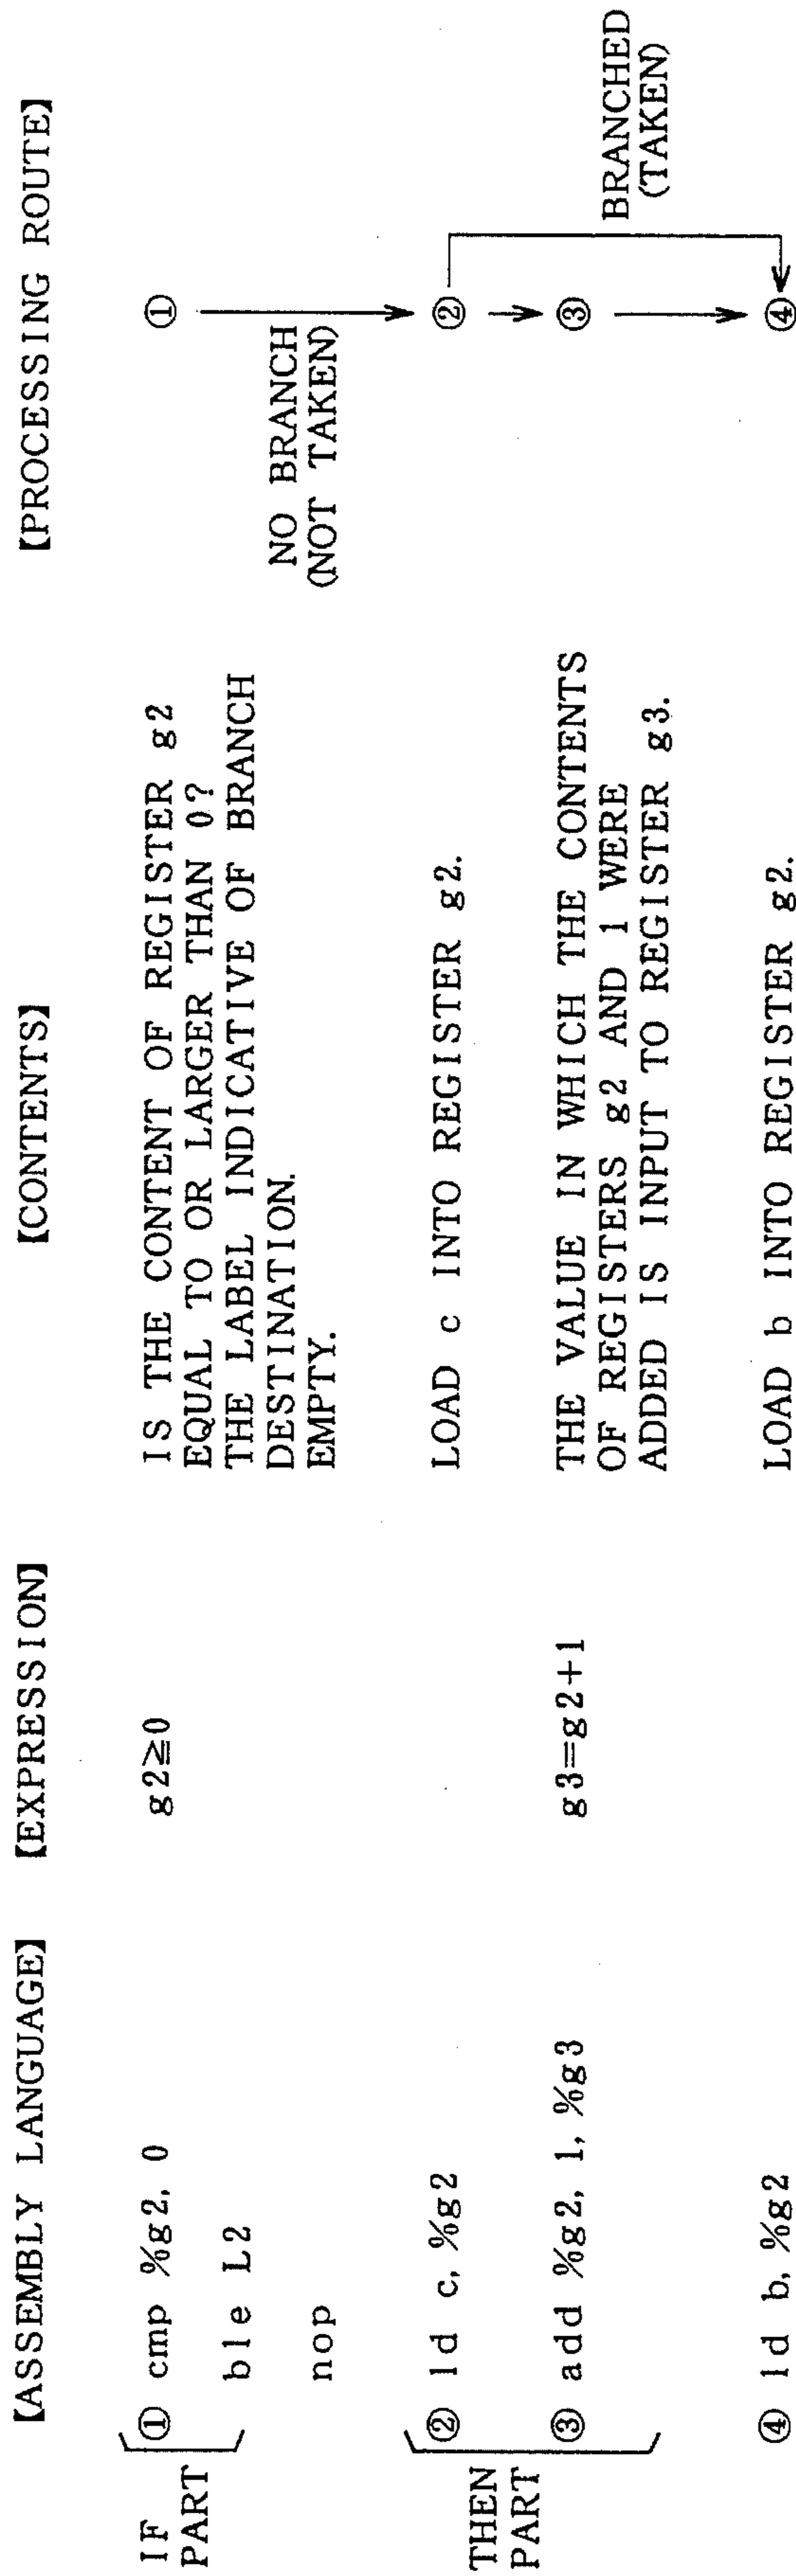 【ASSEMBLY LANGUAGE】 【EXPRESSION】 【CONTENTS】 【PROCESSING ROUTE】
IF
PART
① cmp %g2, 0
ble L2
nop
g2≧0
IS THE CONTENT OF REGISTER g2
EQUAL TO OR LARGER THAN 0?
THE LABEL INDICATIVE OF BRANCH
DESTINATION.
EMPTY.
①
NO BRANCH
(NOT TAKEN)
THEN
PART
② ld c, %g2
LOAD c INTO REGISTER g2.
②
③ add %g2, 1, %g3
g3=g2+1
THE VALUE IN WHICH THE CONTENTS
OF REGISTERS g2 AND 1 WERE
ADDED IS INPUT TO REGISTER g3.
③
BRANCHED
(TAKEN)
④ ld b, %g2
LOAD b INTO REGISTER g2.
④